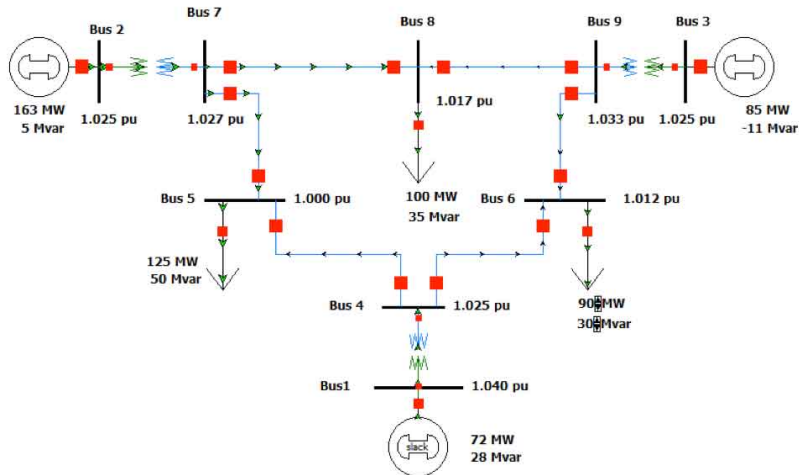 Bus 2
Bus 7
Bus 8
Bus 9
Bus 3
163 MW
5 Mvar
1.025 pu
1.027 pu
1.017 pu
1.033 pu
1.025 pu
85 MW
-11 Mvar
Bus 5
1.000 pu
100 MW
35 Mvar
Bus 6
1.012 pu
125 MW
50 Mvar
90 MW
30 Mvar
Bus 4
1.025 pu
Bus1
1.040 pu
slack
72 MW
28 Mvar